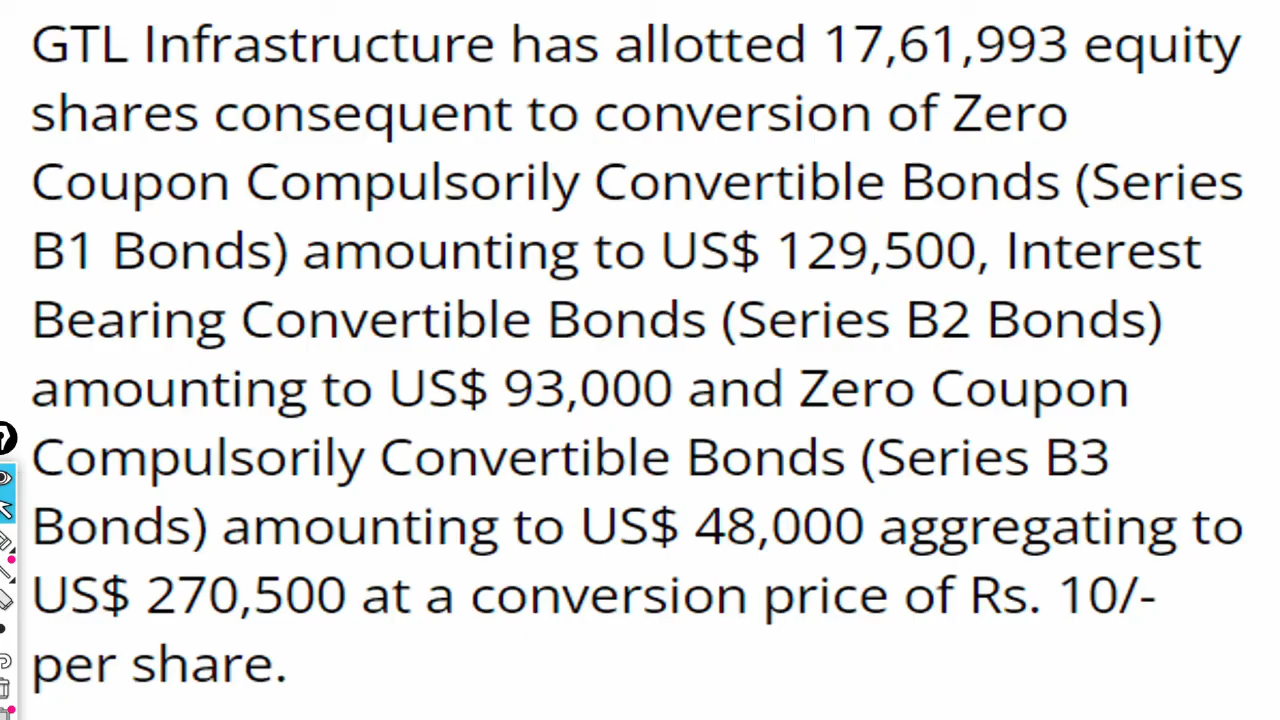 GTL Infrastructure has allotted 17,61,993 equity
shares consequent to conversion of Zero
Coupon Compulsorily Convertible Bonds (Series
B1 Bonds) amounting to US$ 129,500, Interest
Bearing Convertible Bonds (Series B2 Bonds)
amounting to US$ 93,000 and Zero Coupon
Compulsorily Convertible Bonds (Series B3
Bonds) amounting to US$ 48,000 aggregating to
US$ 270,500 at a conversion price of Rs. 10/-
per share.